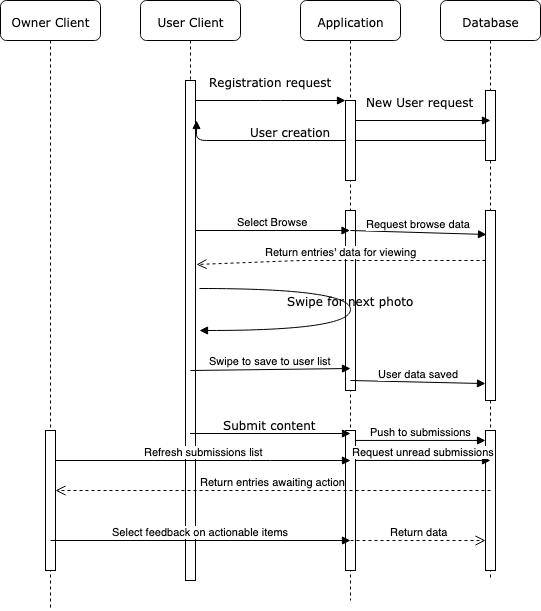 Owner Client
User Client
Application
Database
Registration request
New User request
User creation
Select Browse
Request browse data
Return entries' data for viewing
Swipe for next photo
Swipe to save to user list
User data saved
Submit content
Push to submissions
Refresh submissions list
Request unread submissions
Return entries awaiting action
Select feedback on actionable items
Return data